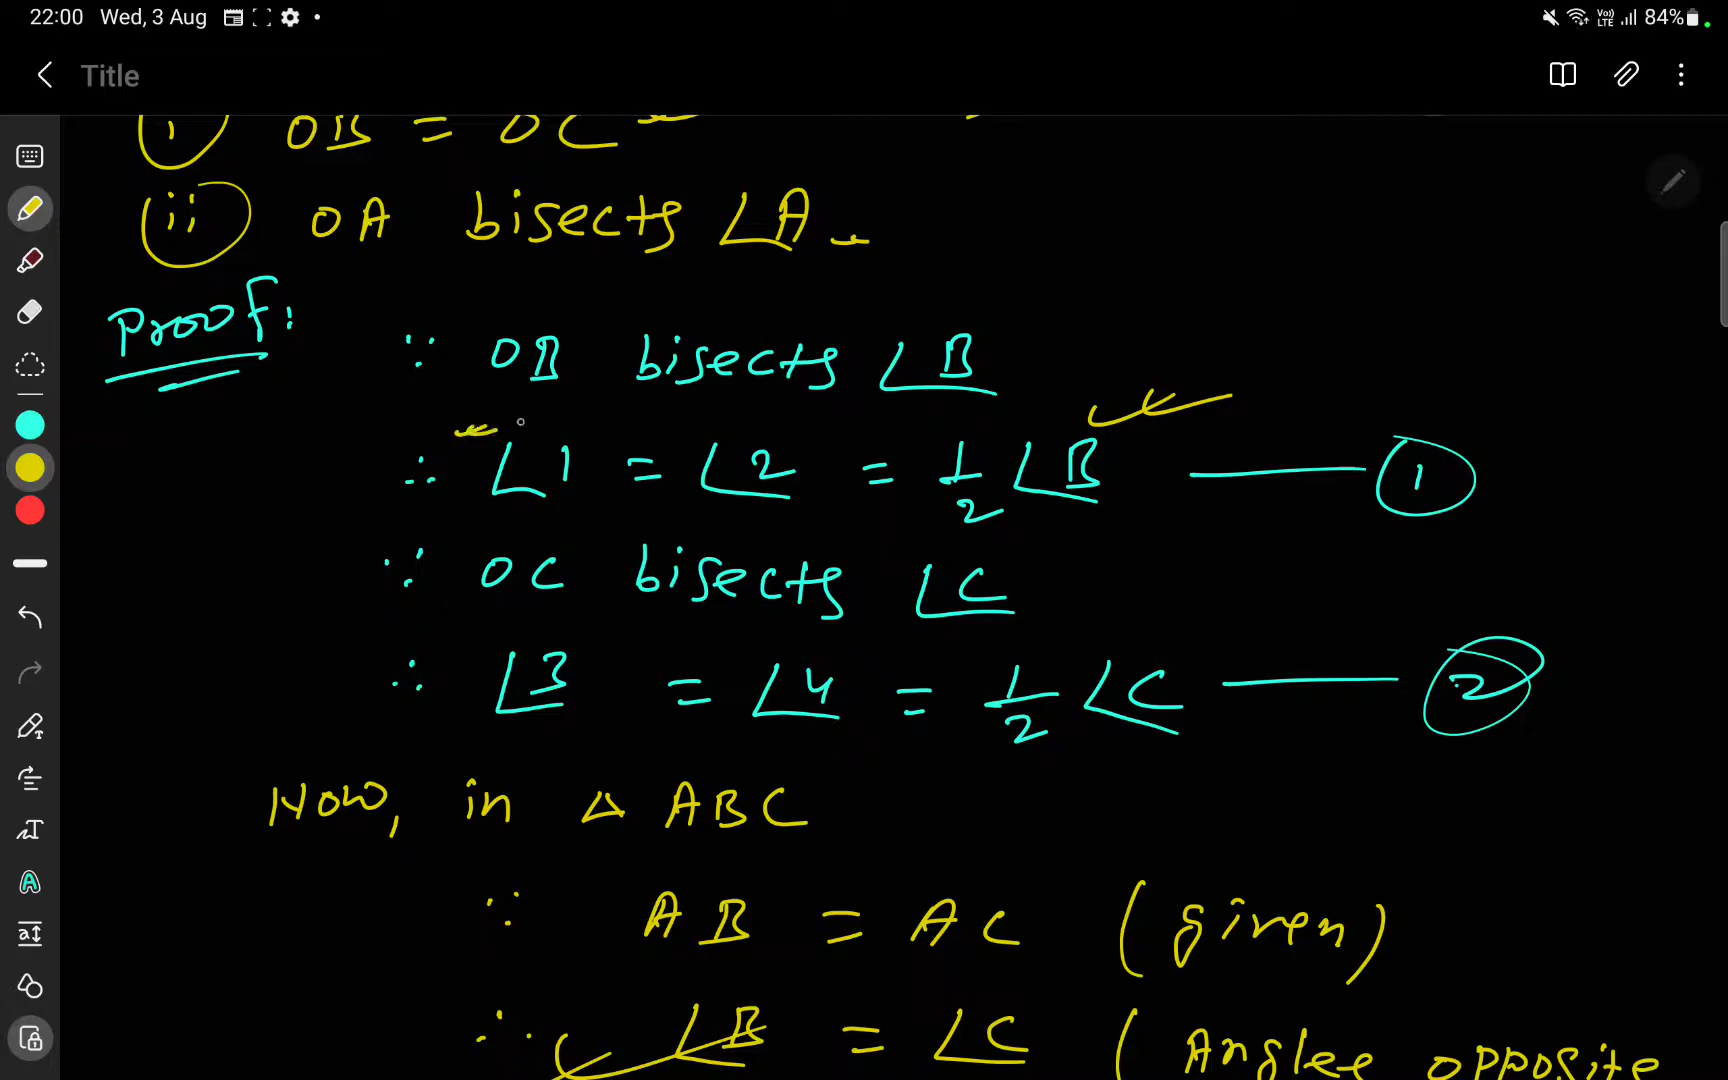 22:00 Wed, 3 Aug
84%
Title
(i) OB = OC
(ii) OA bisects ∠A
Proof:
∵ OB bisects ∠B
∴ ∠1 = ∠2 = 1/2 ∠B —— (1)
∵ OC bisects ∠C
∴ ∠3 = ∠4 = 1/2 ∠C —— (2)
Now, in △ ABC
∵ AB = AC (given)
∴ ∠B = ∠C (Angles opposite